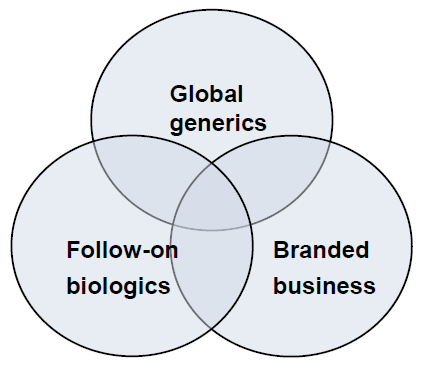 Global
generics
Follow-on
biologics
Branded
business